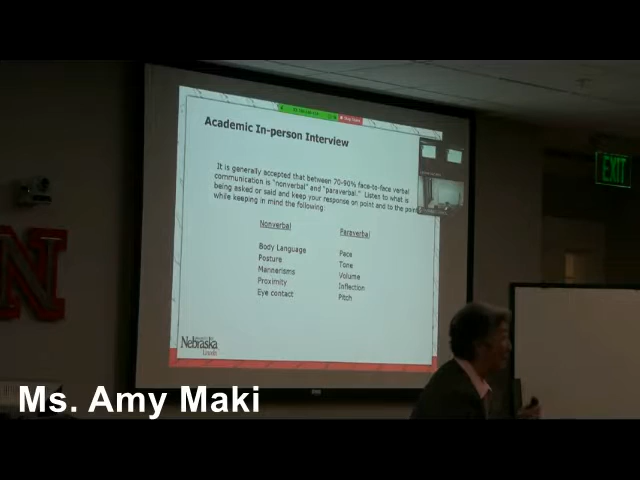 Academic In-person Interview
It is generally accepted that between 70-90% face-to-face verbal
communication is "nonverbal" and "paraverbal." Listen to what is
being asked or said and keep your response on point and to the point
while keeping in mind the following:
Nonverbal
Paraverbal
Body Language
Posture
Mannerisms
Proximity
Eye contact
Pace
Tone
Volume
Inflection
Pitch
Nebraska
Lincoln
EXIT
N
Ms. Amy Maki